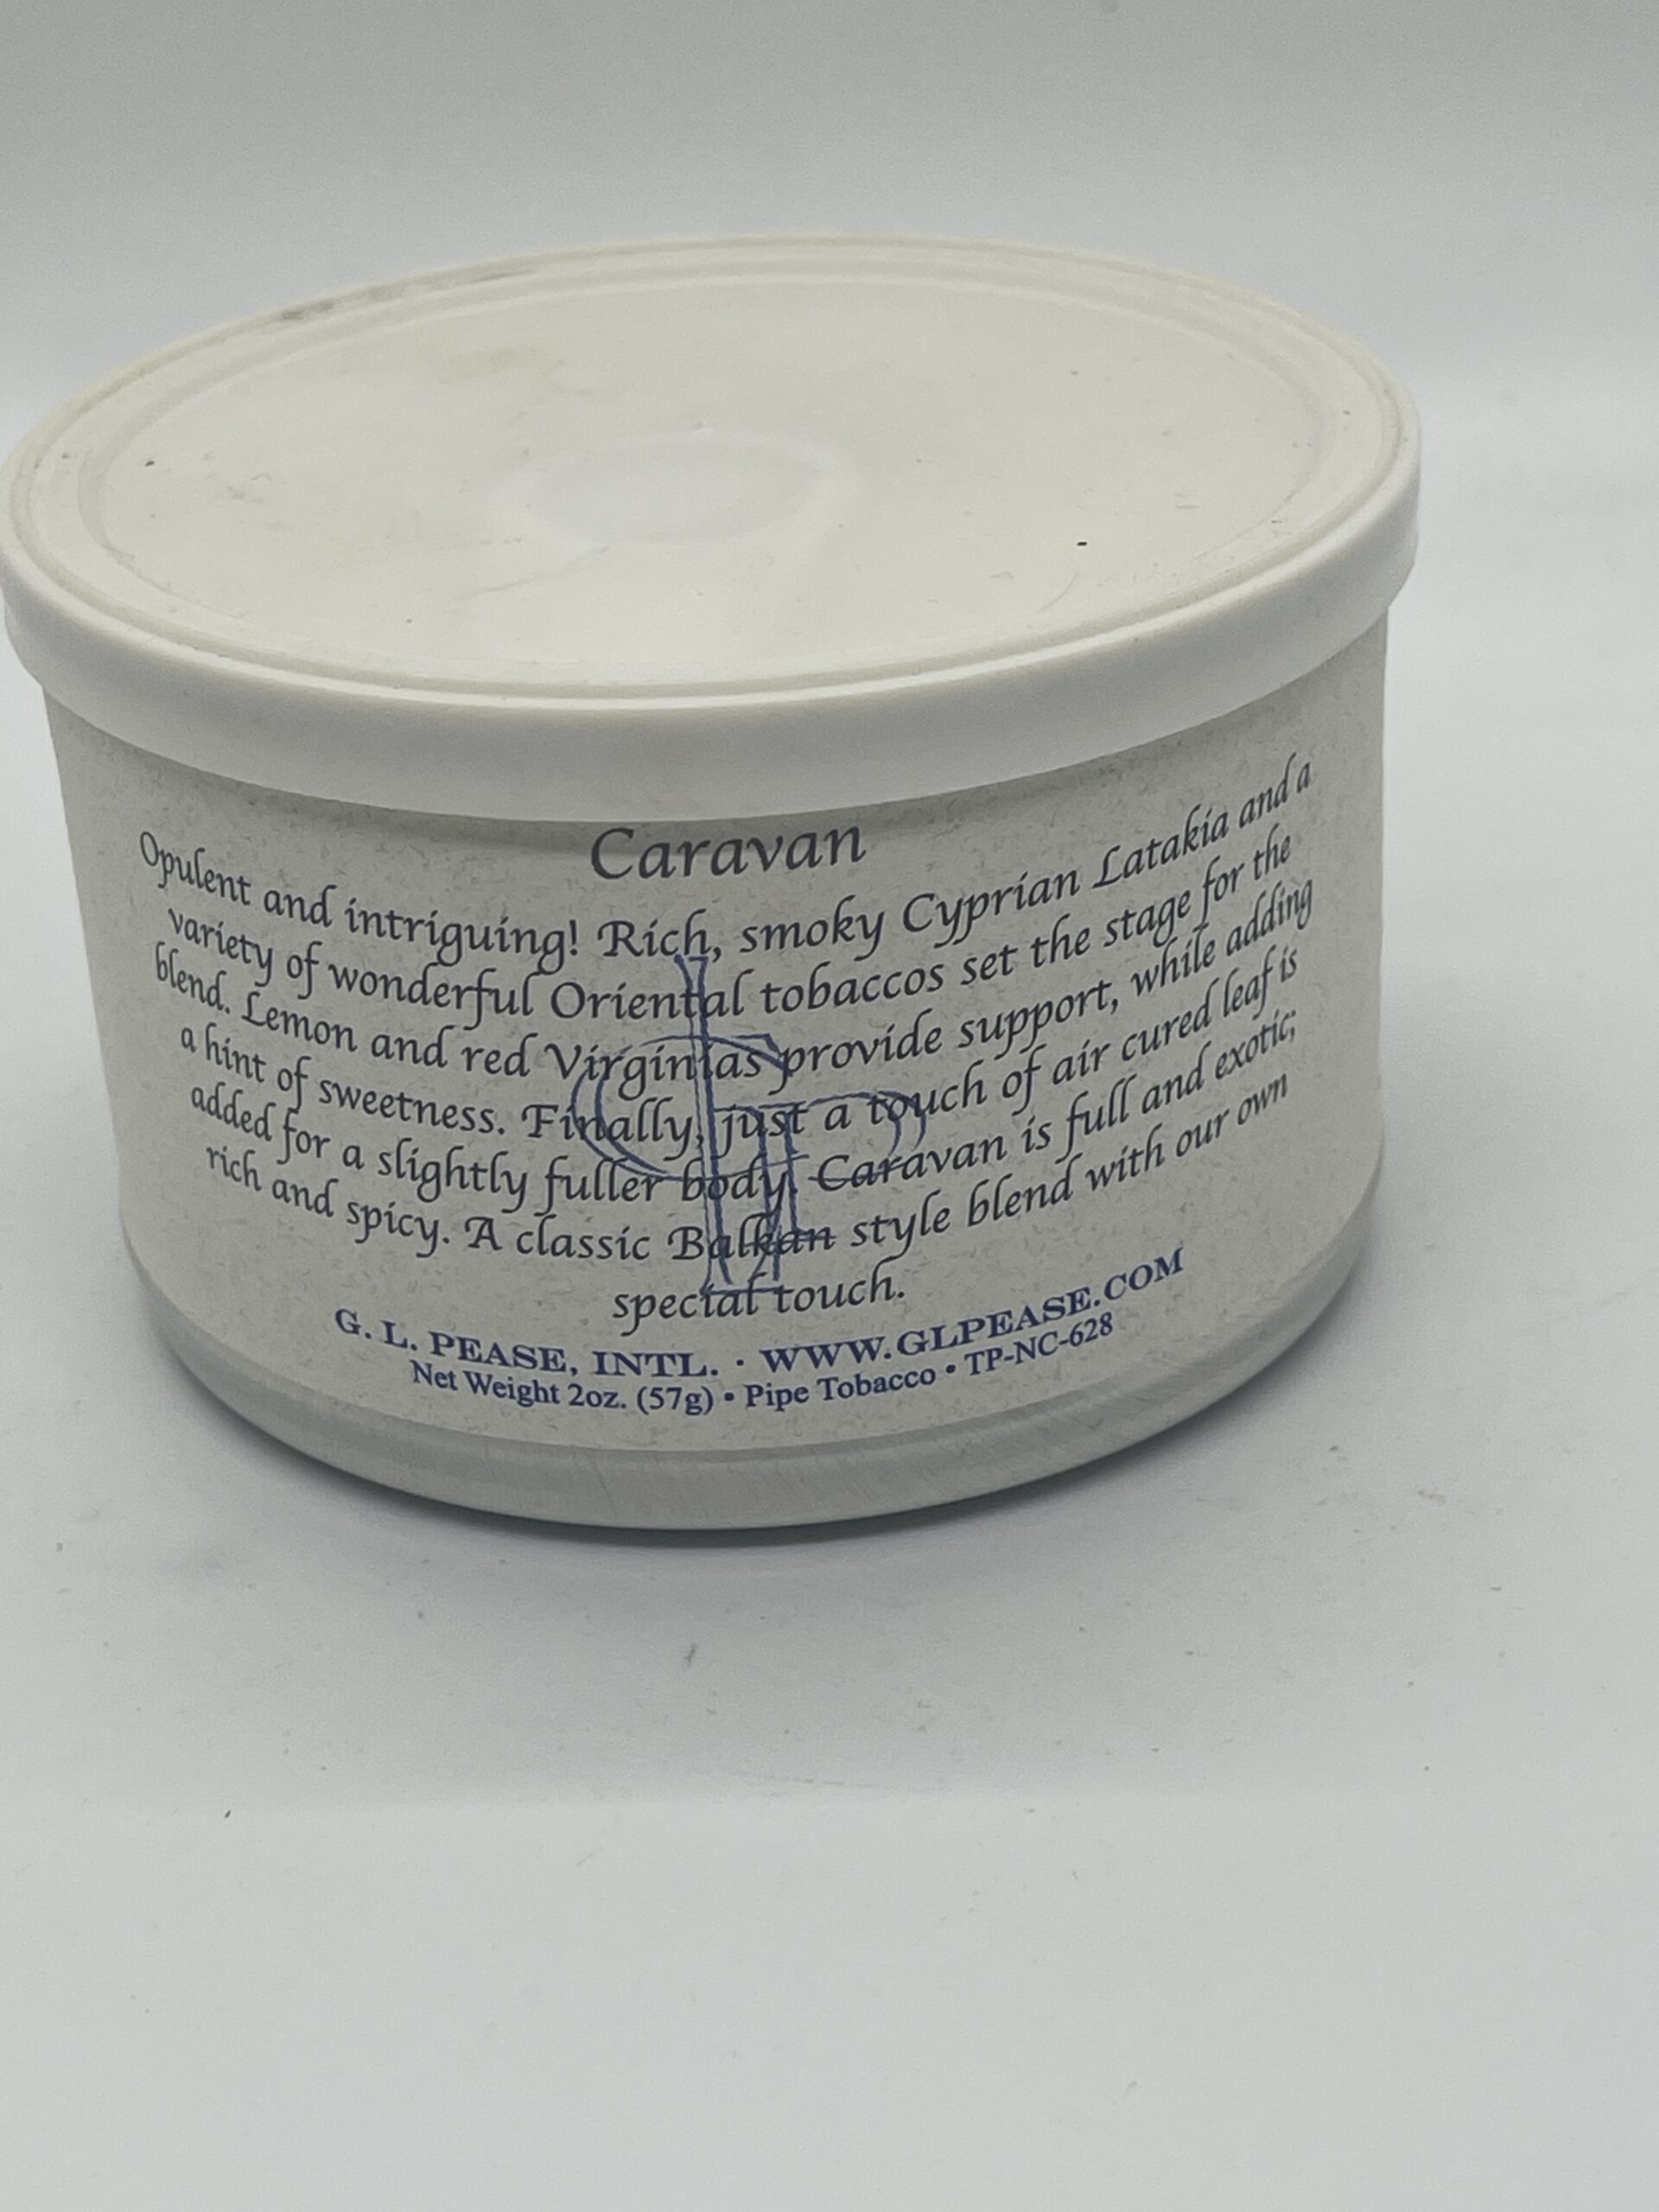 Caravan
Opulent and intriguing! Rich, smoky Cyprian Latakia and a
variety of wonderful Oriental tobaccos set the stage for the
blend. Lemon and red Virginias provide support, while adding
a hint of sweetness. Finally, just a touch of air cured leaf is
added for a slightly fuller body. Caravan is full and exotic;
rich and spicy. A classic Balkan style blend with our own
special touch.
G. L. PEASE, INTL. · WWW.GLPEASE.COM
Net Weight 2oz. (57g) • Pipe Tobacco • TP-NC-628